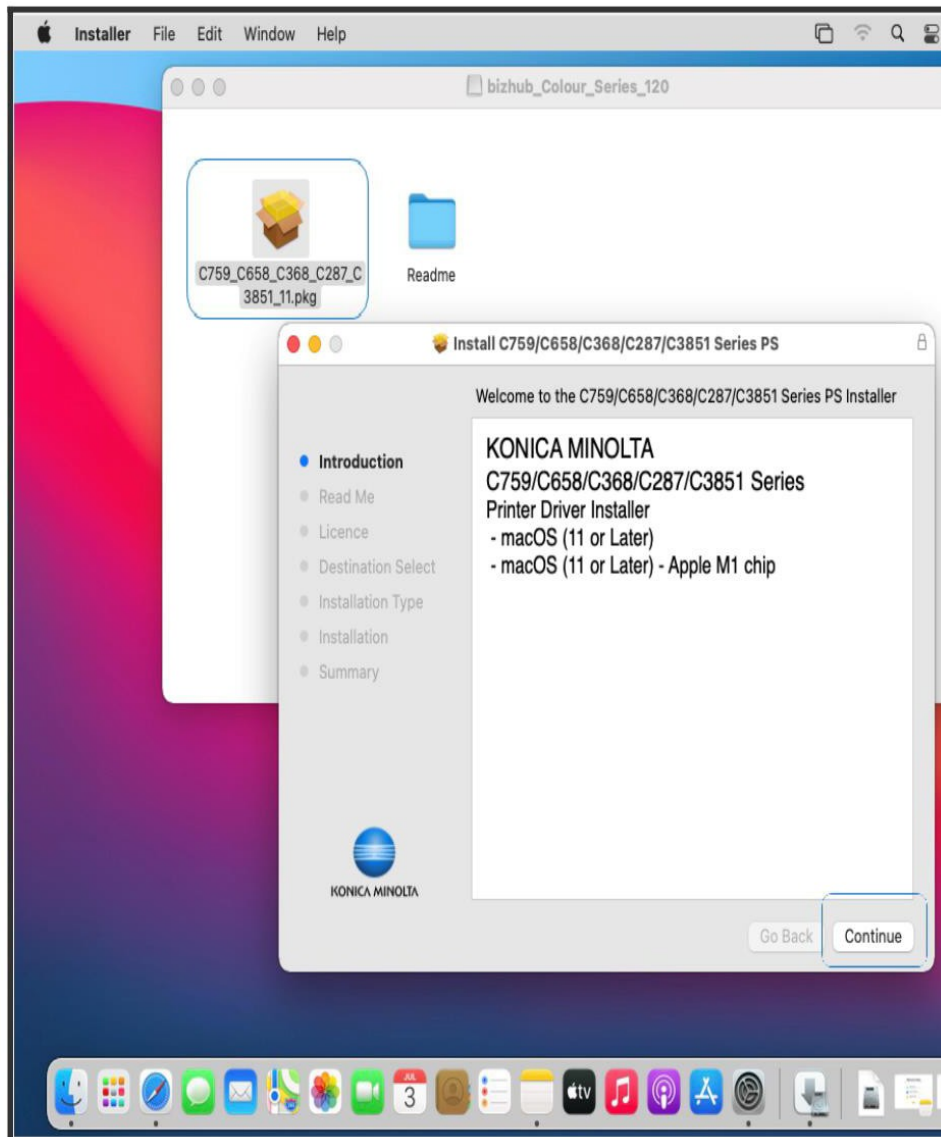 Installer File Edit Window Help
bizhub_Colour_Series_120
C759_C658_C368_C287_C
3851_11.pkg
Readme
Install C759/C658/C368/C287/C3851 Series PS
Welcome to the C759/C658/C368/C287/C3851 Series PS Installer
Introduction
Read Me
Licence
Destination Select
Installation Type
Installation
Summary
KONICA MINOLTA
C759/C658/C368/C287/C3851 Series
Printer Driver Installer
- macOS (11 or Later)
- macOS (11 or Later) - Apple M1 chip
KONICA MINOLTA
Go Back Continue
JUL
3
tv